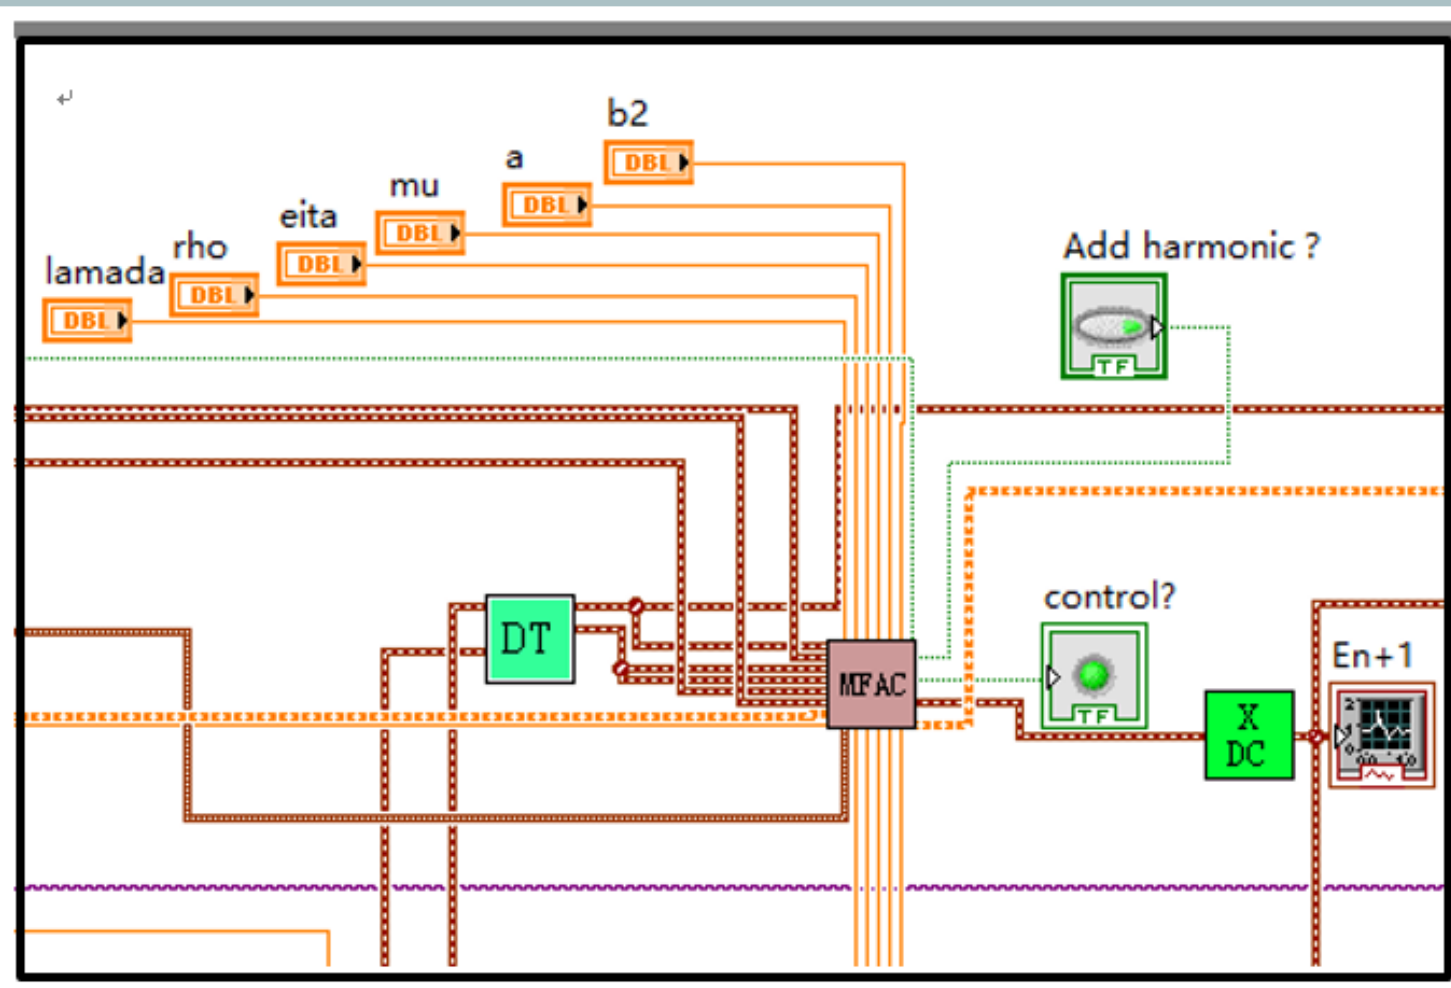 b2
DBL
a
DBL
mu
DBL
eita
DBL
rho
DBL
lamada
DBL
Add harmonic ?
TF
DT
MFAC
control?
TF
X
DC
En+1